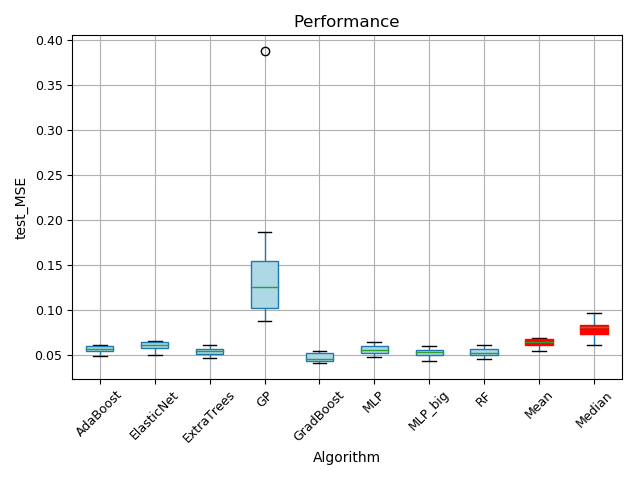 Performance
0.40
0.35
0.30
0.25
0.20
0.15
0.10
0.05
test_MSE
AdaBoost
ElasticNet
ExtraTrees
GP
GradBoost
MLP
MLP_big
RF
Mean
Median
Algorithm